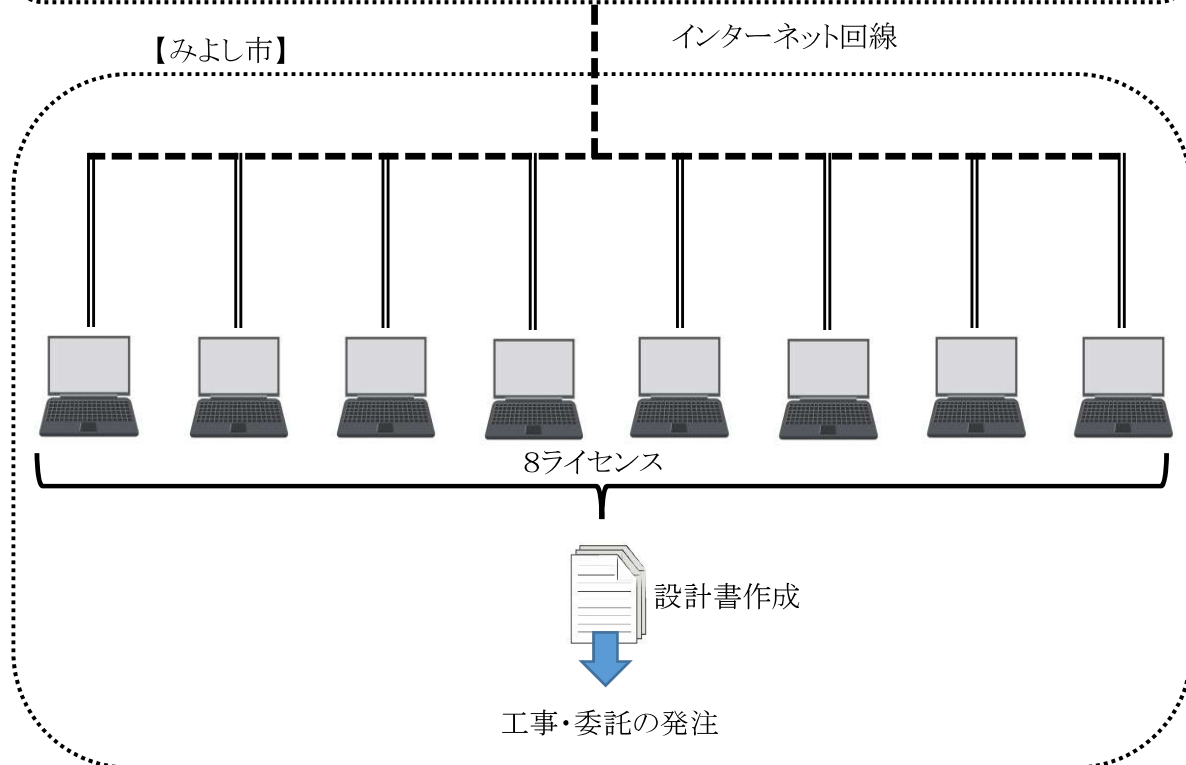 インターネット回線
【みよし市】
8ライセンス
設計書作成
工事・委託の発注